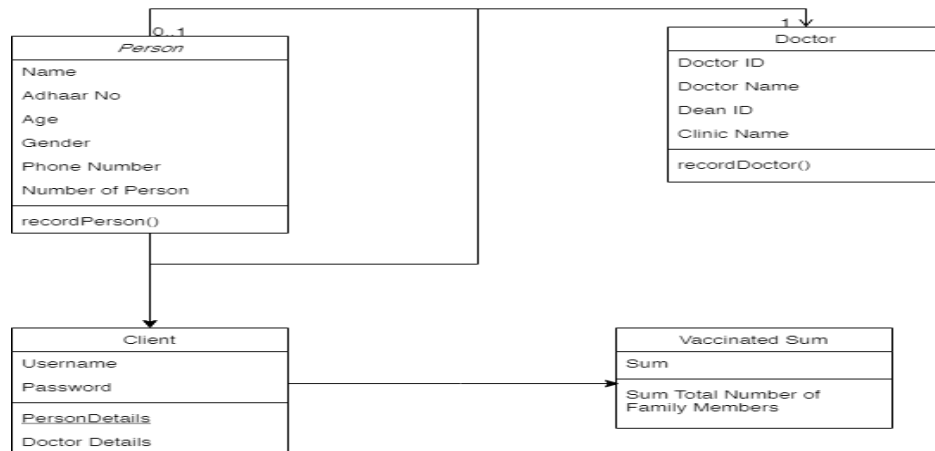 0..1
1
Person
Name
Adhaar No
Age
Gender
Phone Number
Number of Person
recordPerson()
Doctor
Doctor ID
Doctor Name
Dean ID
Clinic Name
recordDoctor()
Client
Username
Password
PersonDetails
Doctor Details
Vaccinated Sum
Sum
Sum Total Number of
Family Members